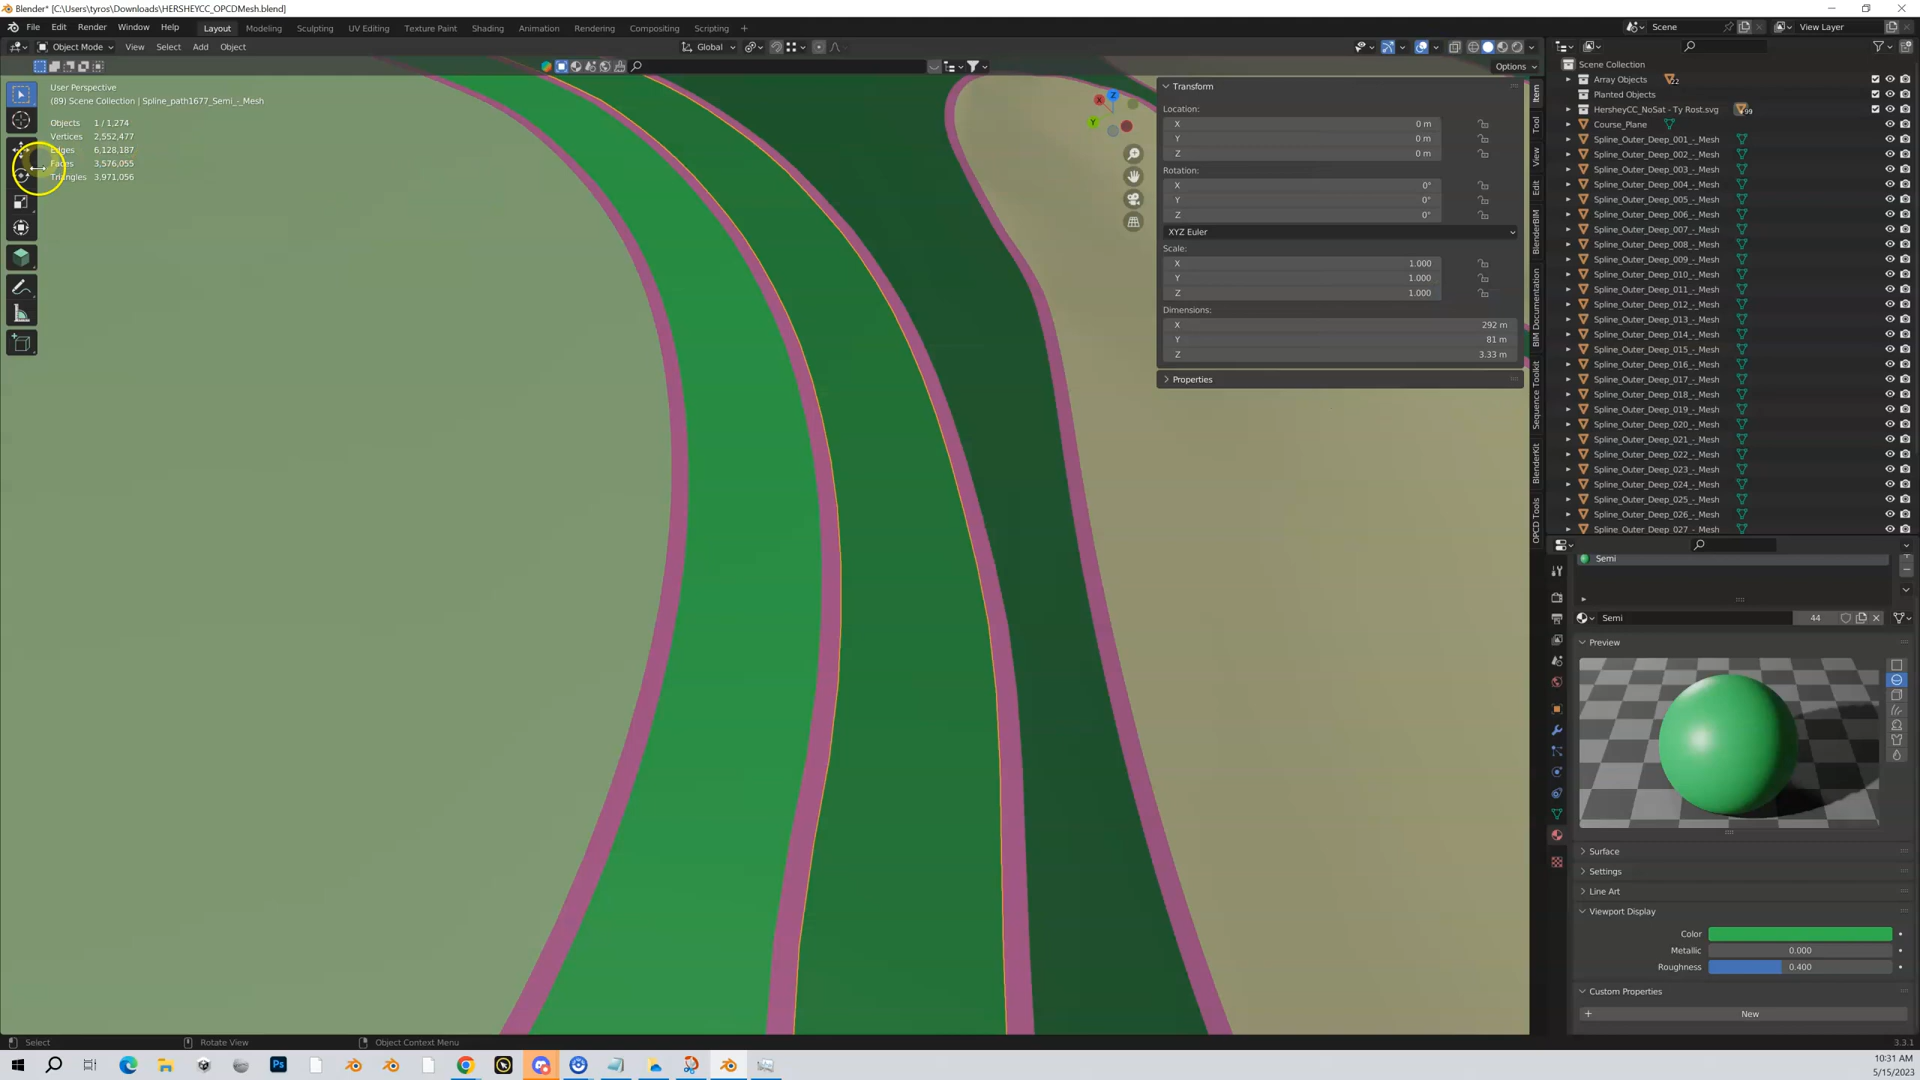 Blender* [C:\Users\tyros\Downloads\HERSHEYCC_OPCDMesh.blend]
File Edit Render Window Help Layout Modeling Sculpting UV Editing Texture Paint Shading Animation Rendering Compositing Scripting +
Scene View Layer
Object Mode View Select Add Object Global
Options
User Perspective
(89) Scene Collection | Spline_path1677_Semi_-_Mesh
Objects 1 / 1,274
Vertices 2,552,477
Edges 6,128,187
Faces 3,576,055
Triangles 3,971,056
Transform
Location:
X 0 m
Y 0 m
Z 0 m
Rotation:
X 0°
Y 0°
Z 0°
XYZ Euler
Scale:
X 1.000
Y 1.000
Z 1.000
Dimensions:
X 292 m
Y 81 m
Z 3.33 m
Properties
X
Y
Z
Item
Tool
View
Edit
BlenderBIM
BIM Documentation
Sequence Toolkit
BlenderKit
OPCD Tools
Scene Collection
Array Objects 22
Planted Objects
HersheyCC_NoSat - Ty Rost.svg 99
Course_Plane
Spline_Outer_Deep_001_-_Mesh
Spline_Outer_Deep_002_-_Mesh
Spline_Outer_Deep_003_-_Mesh
Spline_Outer_Deep_004_-_Mesh
Spline_Outer_Deep_005_-_Mesh
Spline_Outer_Deep_006_-_Mesh
Spline_Outer_Deep_007_-_Mesh
Spline_Outer_Deep_008_-_Mesh
Spline_Outer_Deep_009_-_Mesh
Spline_Outer_Deep_010_-_Mesh
Spline_Outer_Deep_011_-_Mesh
Spline_Outer_Deep_012_-_Mesh
Spline_Outer_Deep_013_-_Mesh
Spline_Outer_Deep_014_-_Mesh
Spline_Outer_Deep_015_-_Mesh
Spline_Outer_Deep_016_-_Mesh
Spline_Outer_Deep_017_-_Mesh
Spline_Outer_Deep_018_-_Mesh
Spline_Outer_Deep_019_-_Mesh
Spline_Outer_Deep_020_-_Mesh
Spline_Outer_Deep_021_-_Mesh
Spline_Outer_Deep_022_-_Mesh
Spline_Outer_Deep_023_-_Mesh
Spline_Outer_Deep_024_-_Mesh
Spline_Outer_Deep_025_-_Mesh
Spline_Outer_Deep_026_-_Mesh
Spline_Outer_Deep_027_-_Mesh
Semi
Semi 44
Preview
Surface
Settings
Line Art
Viewport Display
Color
Metallic 0.000
Roughness 0.400
Custom Properties
+ New
Select Rotate View Object Context Menu 3.3.1
Ps
10:31 AM
5/15/2023